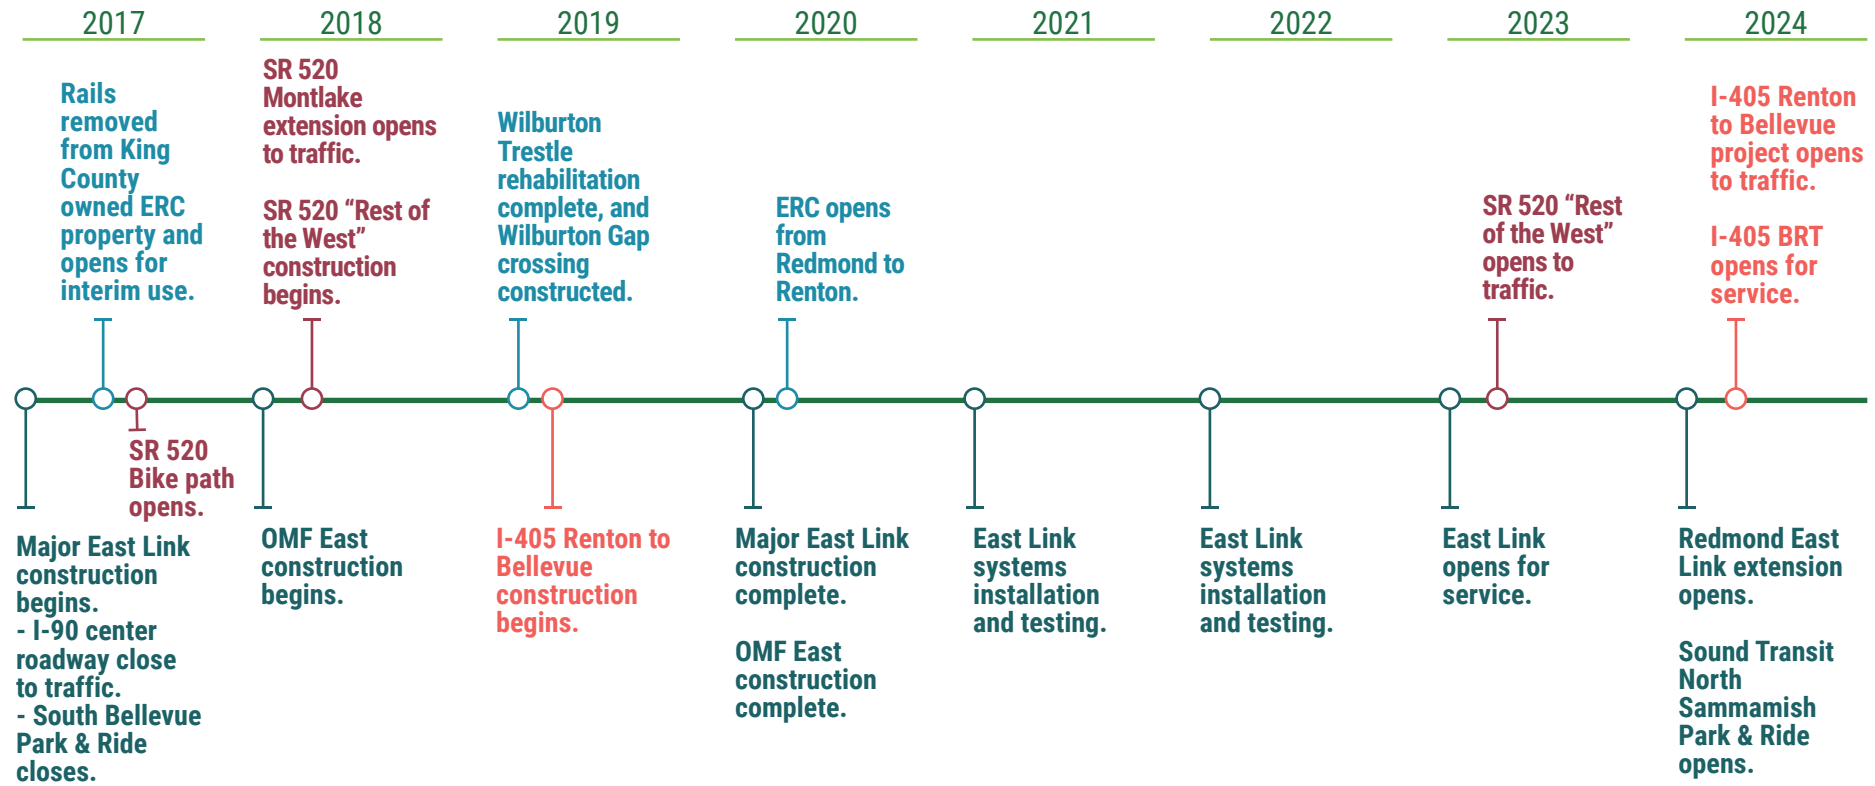 2017
2018
2019
2020
2021
2022
2023
2024
Rails
removed
from King
County
owned ERC
property and
opens for
interim use.
SR 520
Montlake
extension opens
to traffic.
SR 520 “Rest of
the West”
construction
begins.
Wilburton
Trestle
rehabilitation
complete, and
Wilburton Gap
crossing
constructed.
ERC opens
from
Redmond to
Renton.
SR 520 “Rest
of the West”
opens to
traffic.
I-405 Renton
to Bellevue
project opens
to traffic.
I-405 BRT
opens for
service.
SR 520
Bike path
opens.
Major East Link
construction
begins.
- I-90 center
roadway close
to traffic.
- South Bellevue
Park & Ride
closes.
OMF East
construction
begins.
I-405 Renton to
Bellevue
construction
begins.
Major East Link
construction
complete.
OMF East
construction
complete.
East Link
systems
installation
and testing.
East Link
systems
installation
and testing.
East Link
opens for
service.
Redmond East
Link extension
opens.
Sound Transit
North
Sammamish
Park & Ride
opens.